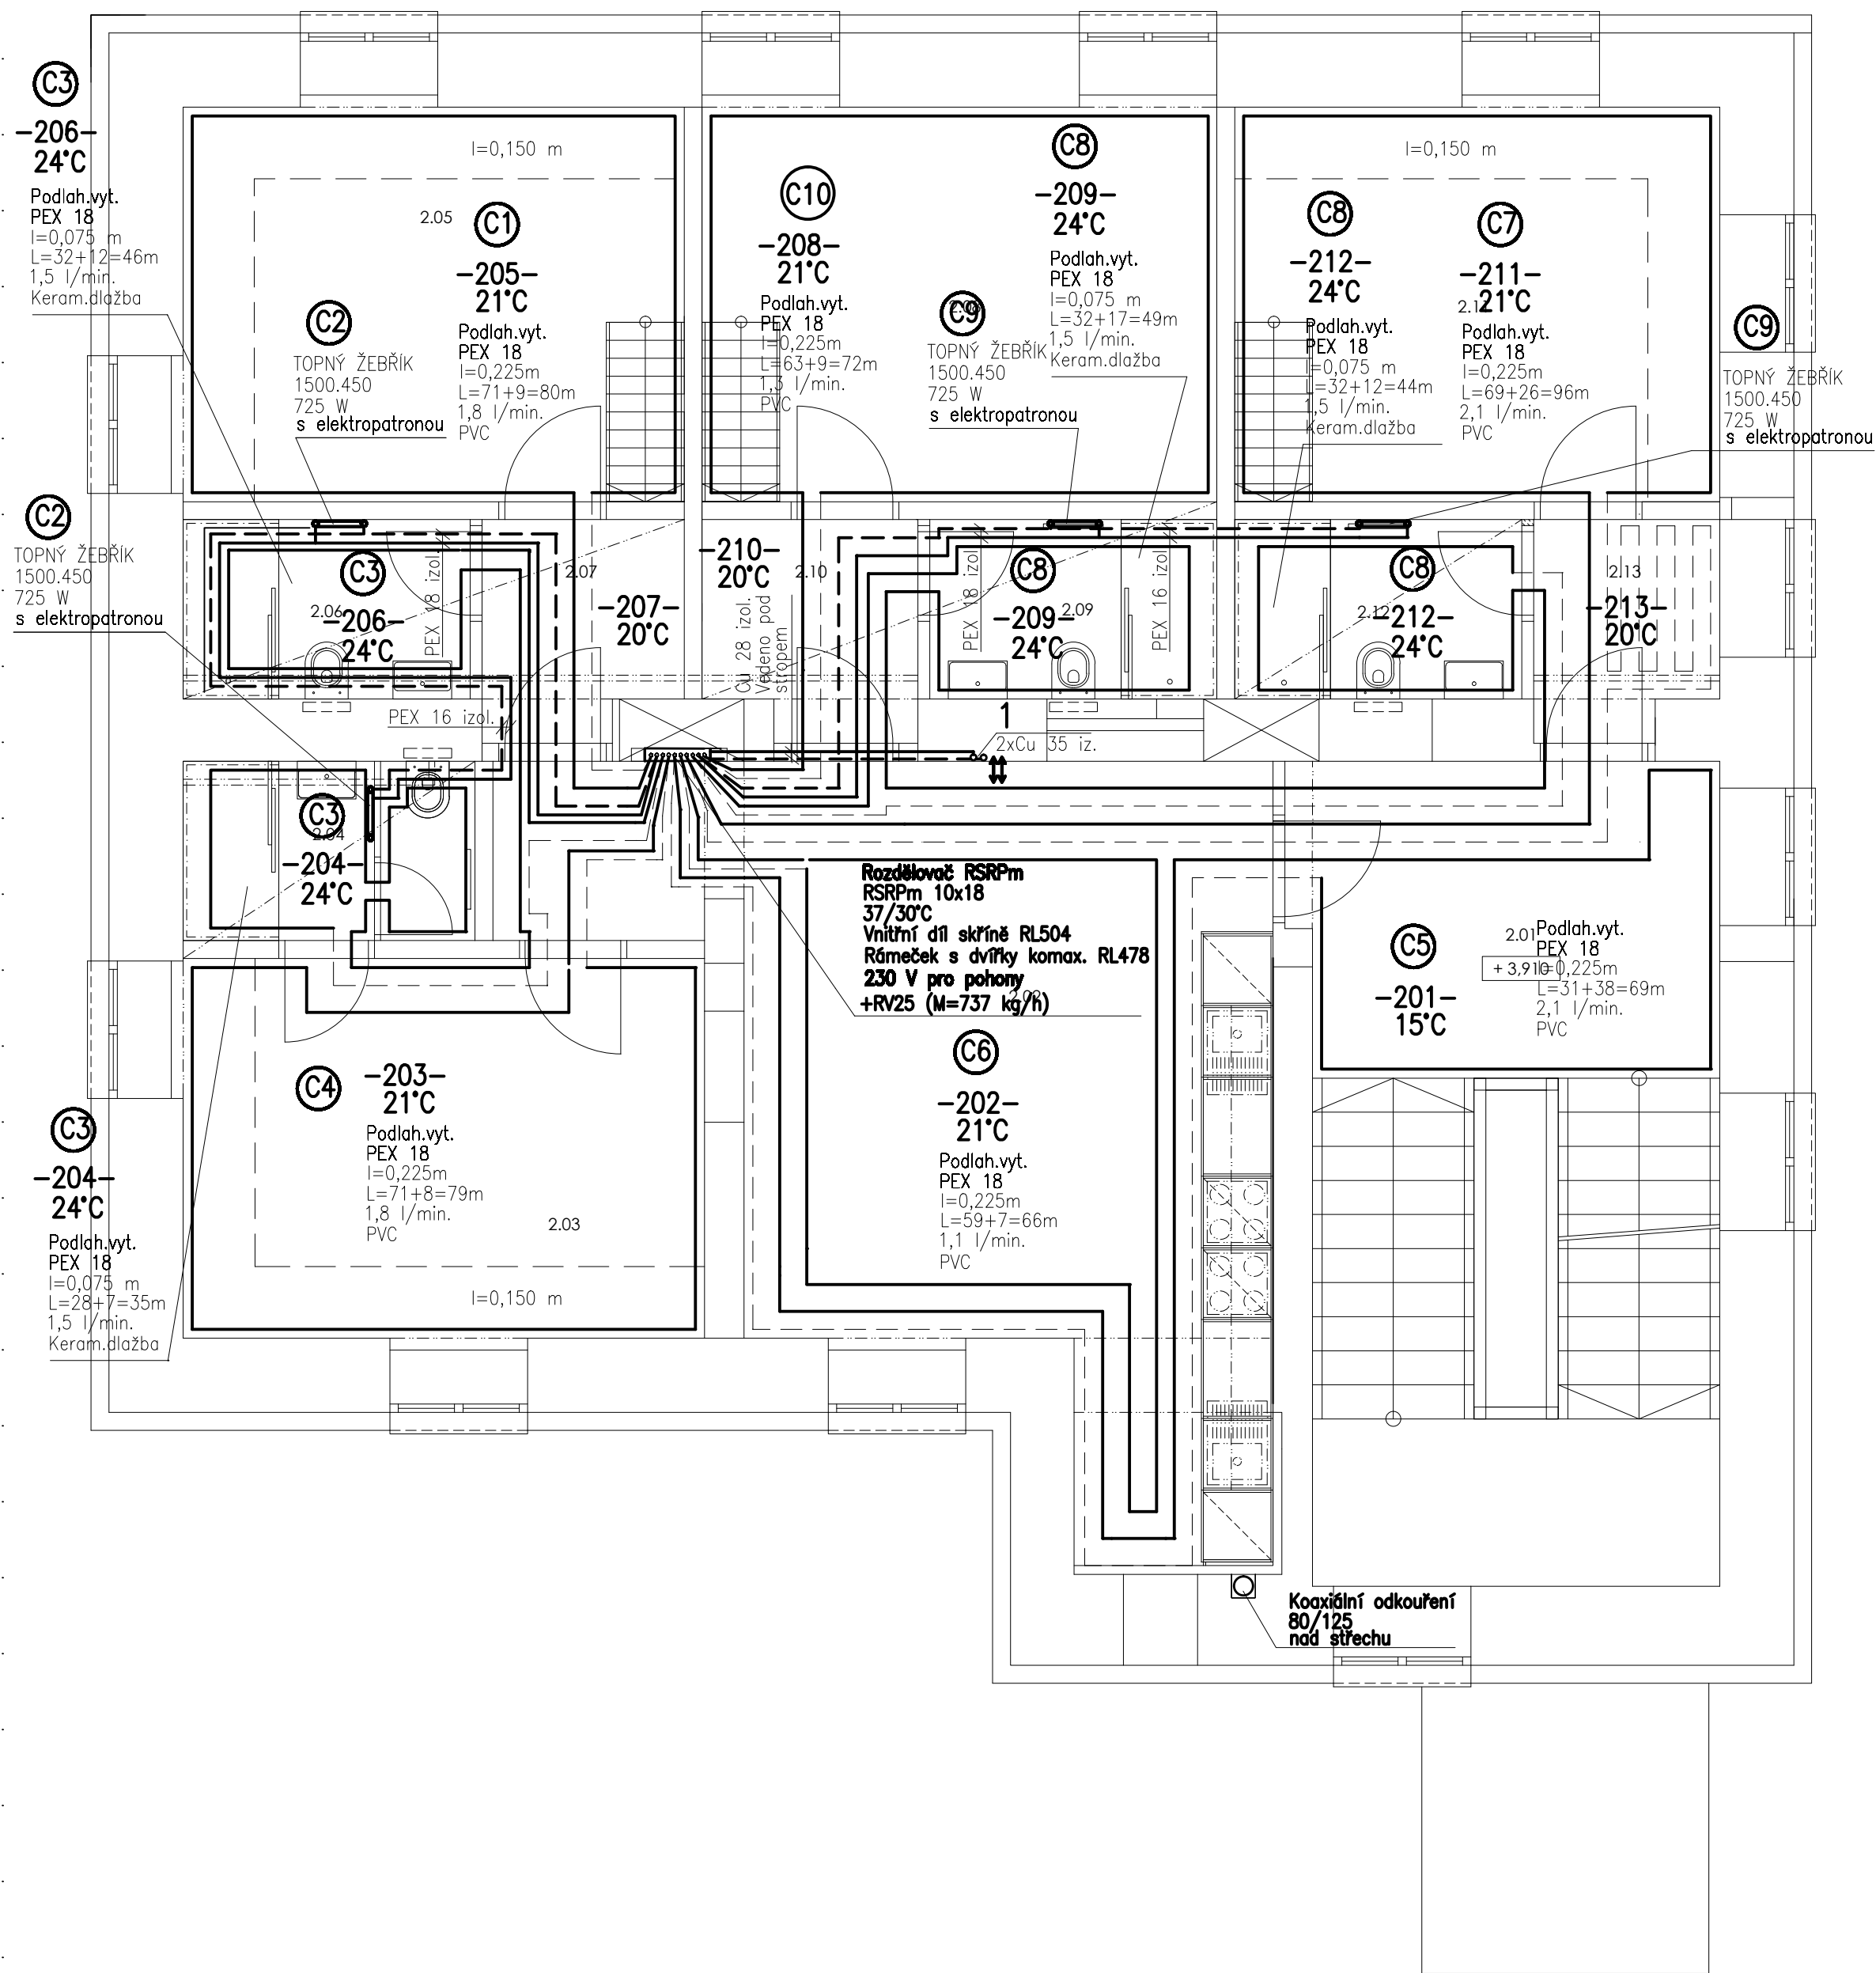 C3
-206-
24°C
Podlah.vyt.
PEX 18
l=0,075 m
L=32+12=46m
1,5 l/min.
Keram.dlažba
l=0,150 m
2.05
C1
-205-
21°C
Podlah.vyt.
PEX 18
l=0,225m
L=71+9=80m
1,8 l/min.
PVC
C2
TOPNÝ ŽEBŘÍK
1500.450
725 W
s elektropatronou
C10
-208-
21°C
Podlah.vyt.
PEX 18
l=0,225m
L=63+9=72m
1,3 l/min.
PVC
C8
-209-
24°C
Podlah.vyt.
PEX 18
l=0,075 m
L=32+17=49m
1,5 l/min.
Keram.dlažba
C9
TOPNÝ ŽEBŘÍK
1500.450
725 W
s elektropatronou
l=0,150 m
C8
-212-
24°C
Podlah.vyt.
PEX 18
l=0,075 m
L=32+12=44m
1,5 l/min.
Keram.dlažba
C7
-211-
21°C
Podlah.vyt.
PEX 18
l=0,225m
L=69+26=96m
2,1 l/min.
PVC
C9
TOPNÝ ŽEBŘÍK
1500.450
725 W
s elektropatronou
C2
TOPNÝ ŽEBŘÍK
1500.450
725 W
s elektropatronou
C3
2.06
-206-
24°C
PEX 18 izol.
2.07
-207-
20°C
-210-
20°C
2.10
Cu 28 izol.
Vedeno pod
stropem
PEX 18 izol.
C8
-209-
24°C
2.09
PEX 16 izol.
C8
2.12
-212-
24°C
2.13
-213-
20°C
PEX 16 izol.
1
2xCu 35 iz.
C3
2.04
-204-
24°C
Rozdělovač RSRPm
RSRPm 10x18
37/30°C
Vnitřní díl skříně RL504
Rámeček s dvířky komax. RL478
230 V pro pohony
+RV25 (M=737 kg/h)
2.02
C5
-201-
15°C
2.01
+3,910
Podlah.vyt.
PEX 18
l=0,225m
L=31+38=69m
2,1 l/min.
PVC
C6
-202-
21°C
Podlah.vyt.
PEX 18
l=0,225m
L=59+7=66m
1,1 l/min.
PVC
C4
-203-
21°C
Podlah.vyt.
PEX 18
l=0,225m
L=71+8=79m
1,8 l/min.
PVC
2.03
l=0,150 m
C3
-204-
24°C
Podlah.vyt.
PEX 18
l=0,075 m
L=28+7=35m
1,5 l/min.
Keram.dlažba
Koaxiální odkouření
80/125
nad střechu